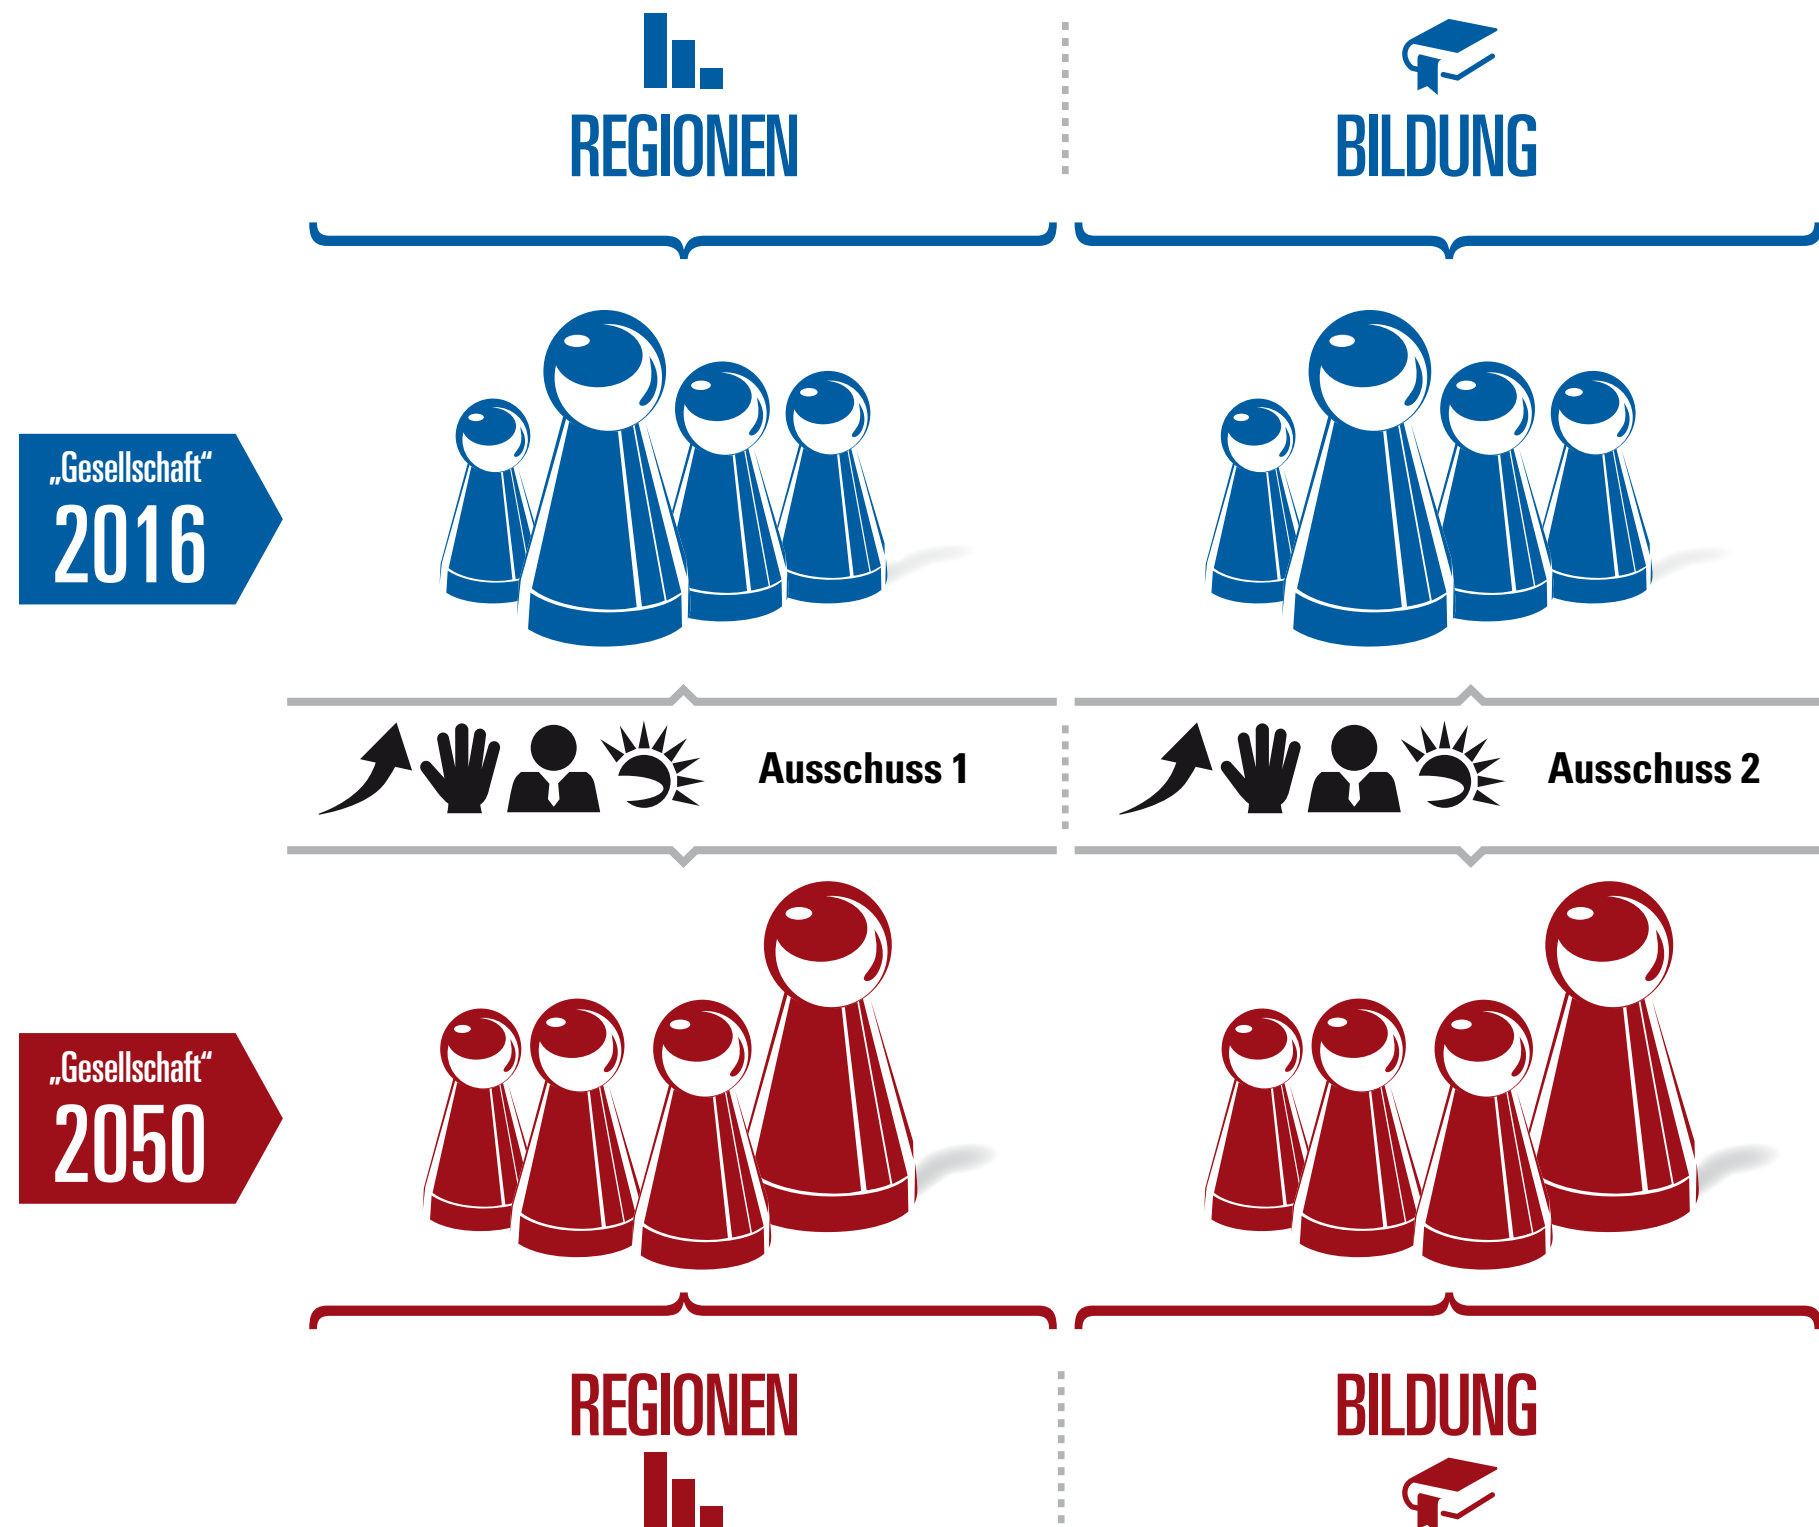 REGIONEN
BILDUNG
„Gesellschaft“
2016
Ausschuss 1
Ausschuss 2
„Gesellschaft“
2050
REGIONEN
BILDUNG